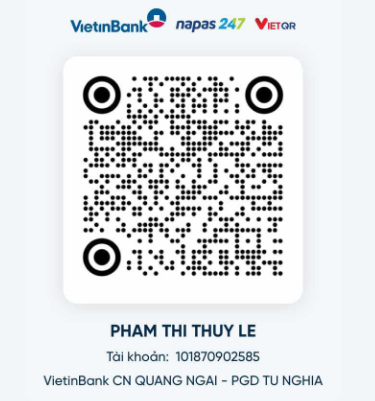 VietinBank napas 247 VIETQR
PHAM THI THUY LE
Tài khoản: 101870902585
VietinBank CN QUANG NGAI - PGD TU NGHIA